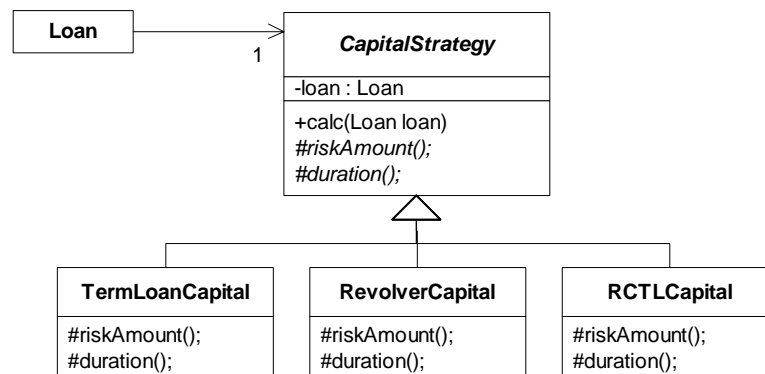 Loan
1
CapitalStrategy
-loan : Loan
+calc(Loan loan)
#riskAmount();
#duration();
TermLoanCapital
#riskAmount();
#duration();
RevolverCapital
#riskAmount();
#duration();
RCTLCapital
#riskAmount();
#duration();